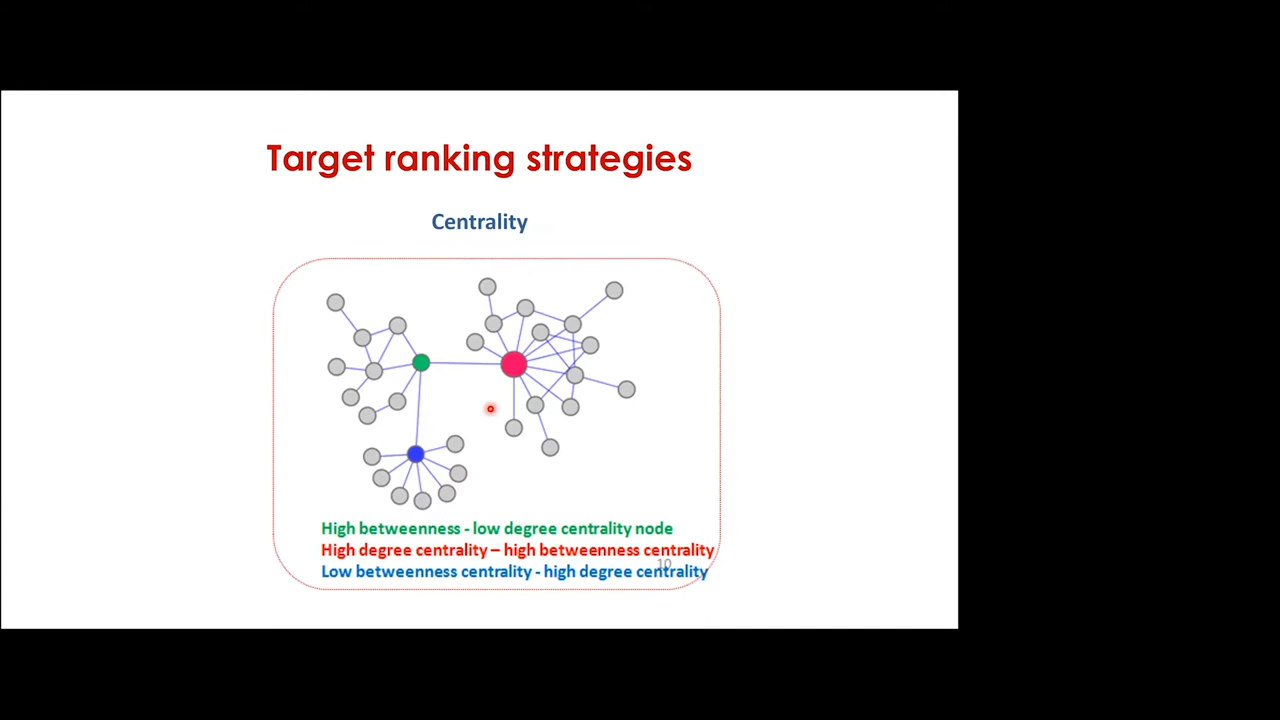 Target ranking strategies
Centrality
High betweenness - low degree centrality node
High degree centrality – high betweenness centrality
10
Low betweenness centrality - high degree centrality